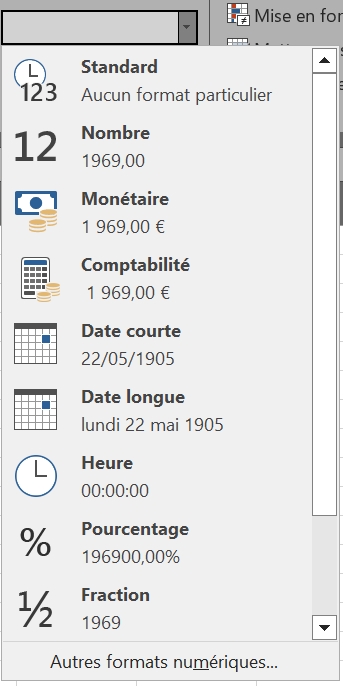 Mise en for
Standard
123
Aucun format particulier
Nombre
12
1969,00
Monétaire
1 969,00 €
Comptabilité
1 969,00 €
Date courte
22/05/1905
Date longue
lundi 22 mai 1905
Heure
00:00:00
Pourcentage
%
196900,00%
Fraction
½
1969
Autres formats numériques...